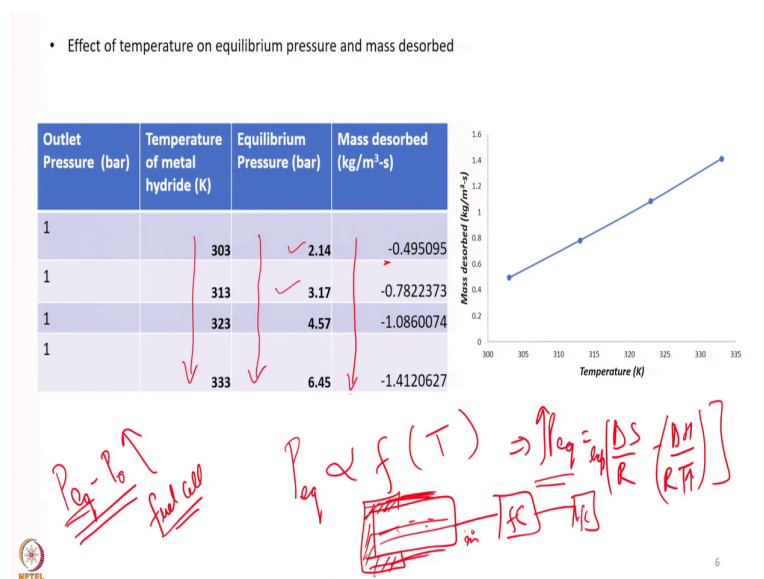 • Effect of temperature on equilibrium pressure and mass desorbed
Outlet Pressure (bar) Temperature of metal hydride (K) Equilibrium Pressure (bar) Mass desorbed (kg/m³-s)
1 303 2.14 -0.495095
1 313 3.17 -0.7822373
1 323 4.57 -1.0860074
1 333 6.45 -1.4120627
Mass desorbed (kg/m³-s)
1.6
1.4
1.2
1
0.8
0.6
0.4
0.2
0
300 305 310 315 320 325 330 335
Temperature (K)
Peq - P0 ↑
fuel cell
Peq ∝ f(T) ⇒ ↑Peq = exp[ΔS/R - (ΔH/RT)]
ṁ FC
6
NPTEL